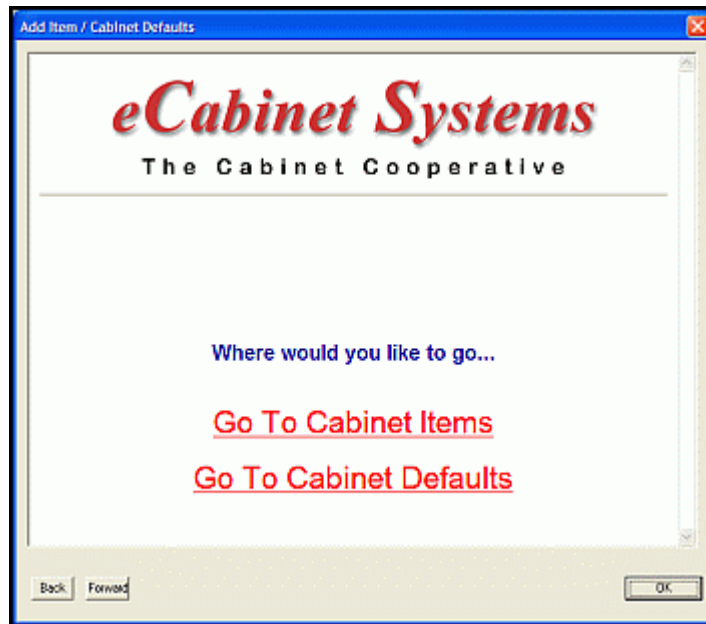 Add Item / Cabinet Defaults
eCabinet Systems
The Cabinet Cooperative
Where would you like to go...
Go To Cabinet Items
Go To Cabinet Defaults
Back Forward OK